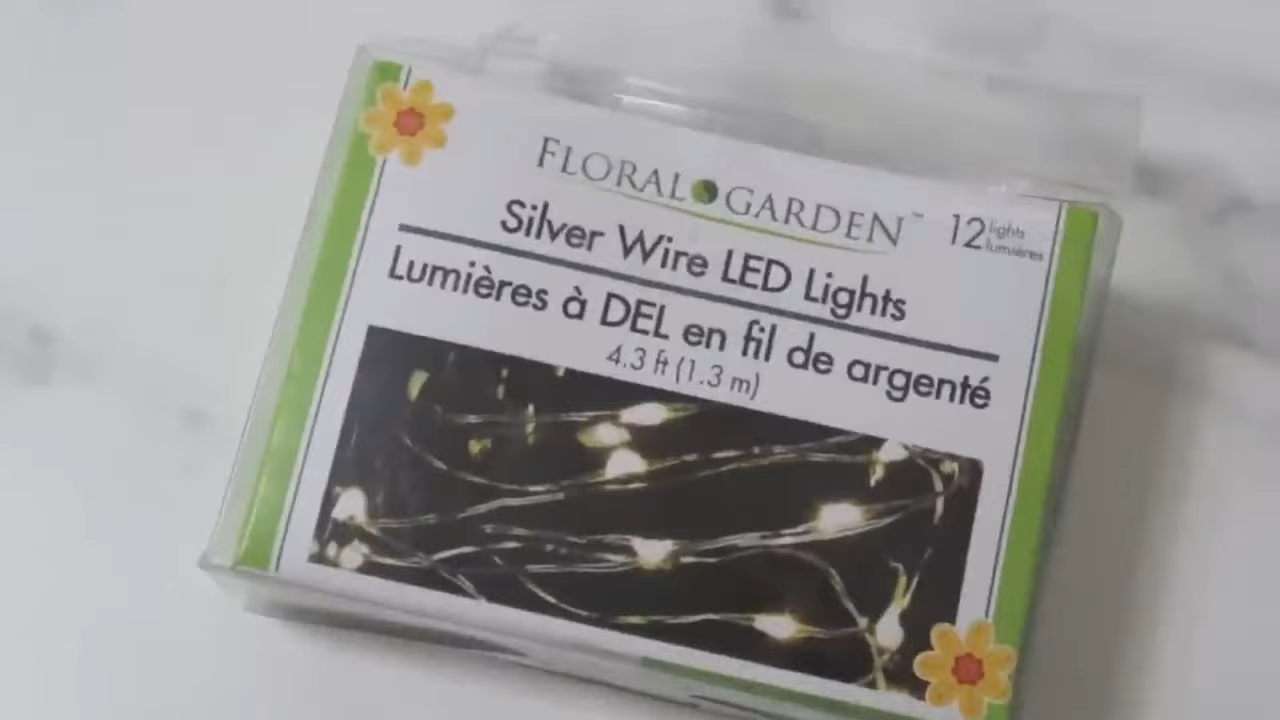 FLORAL GARDEN™
12 lights
lumières
Silver Wire LED Lights
Lumières à DEL en fil de argenté
4.3 ft (1.3 m)